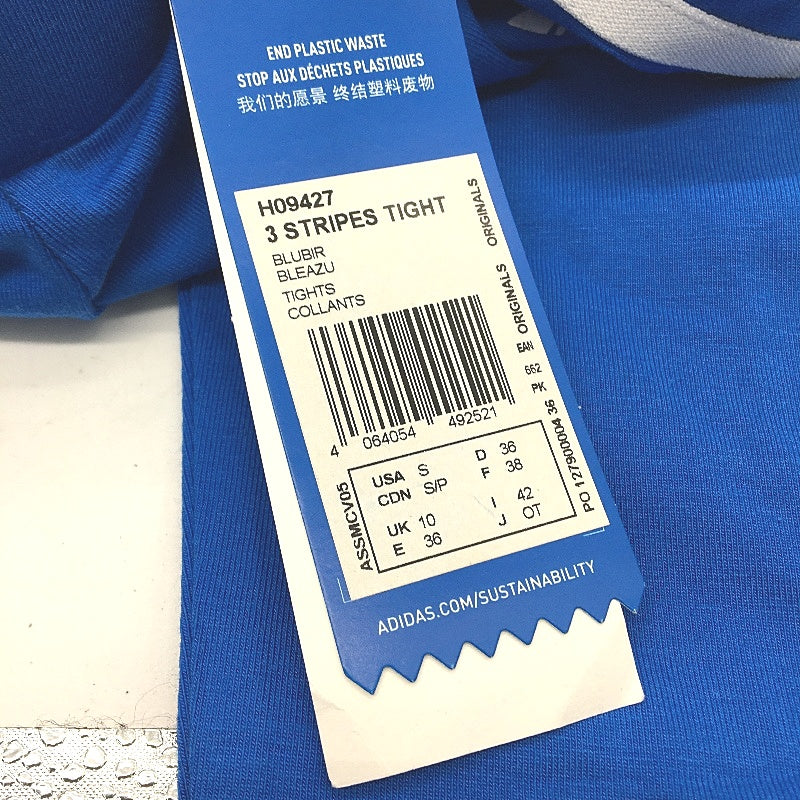 END PLASTIC WASTE
STOP AUX DÉCHETS PLASTIQUES
我们的愿景 终结塑料废物
H09427
3 STRIPES TIGHT
BLUBIR
BLEAZU
TIGHTS
COLLANTS
ORIGINALS
ORIGINALS
EAN
662
PK
4 064054 492521
ASSMCV05
USA S D 36
CDN S/P F 38
UK 10 I 42
E 36 J OT
PO 127900004 36
ADIDAS.COM/SUSTAINABILITY